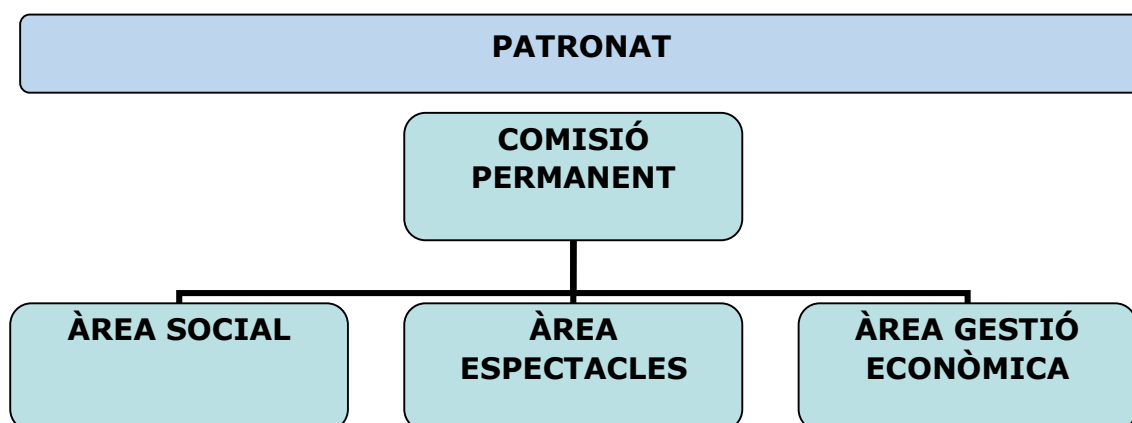 PATRONAT
COMISIÓ
PERMANENT
ÀREA SOCIAL
ÀREA
ESPECTACLES
ÀREA GESTIÓ
ECONÒMICA